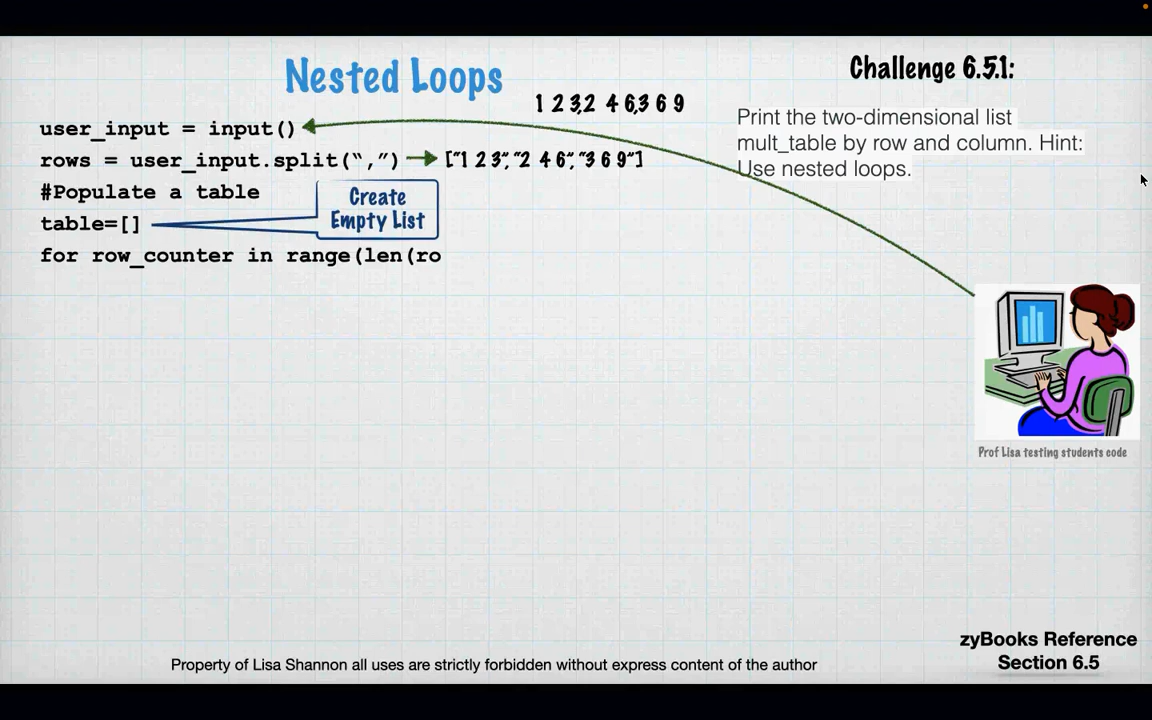 Nested Loops
Challenge 6.5.1:
1 2 3,2 4 6,3 6 9
Print the two-dimensional list
mult_table by row and column. Hint:
Use nested loops.
user_input = input()
rows = user_input.split(“,”)
["1 2 3","2 4 6","3 6 9"]
#Populate a table
Create
Empty List
table=[]
for row_counter in range(len(ro
Prof Lisa testing students code
zyBooks Reference
Section 6.5
Property of Lisa Shannon all uses are strictly forbidden without express content of the author